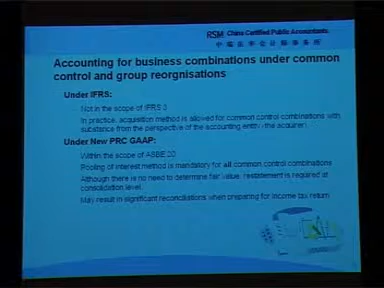 RSM China Certified Public Accountants
Accounting for business combinations under common
control and group reorgnisations
Under IFRS:
Not in the scope of IFRS 3
In practice, acquisition method is allowed for common control combinations with
substance from the perspective of the accounting entity (the acquirer)
Under New PRC GAAP:
Within the scope of ASBE 20
Pooling of interest method is mandatory for all common control combinations
Although there is no need to determine fair value, restatement is required at
consolidation level.
May result in significant reconciliations when preparing for income tax return